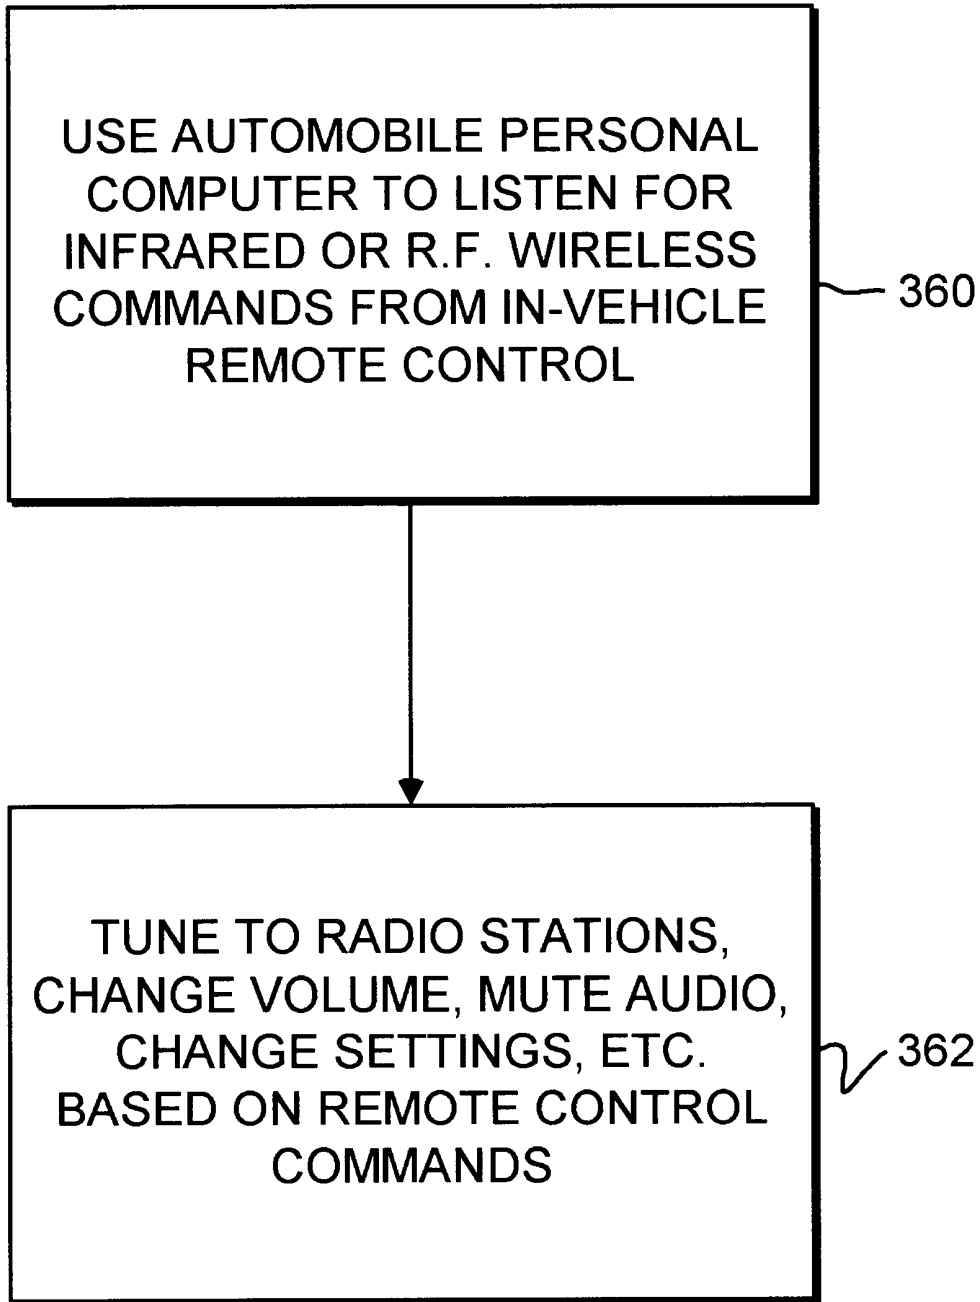 USE AUTOMOBILE PERSONAL
COMPUTER TO LISTEN FOR
INFRARED OR R.F. WIRELESS
COMMANDS FROM IN-VEHICLE
REMOTE CONTROL
360
TUNE TO RADIO STATIONS,
CHANGE VOLUME, MUTE AUDIO,
CHANGE SETTINGS, ETC.
BASED ON REMOTE CONTROL
COMMANDS
362